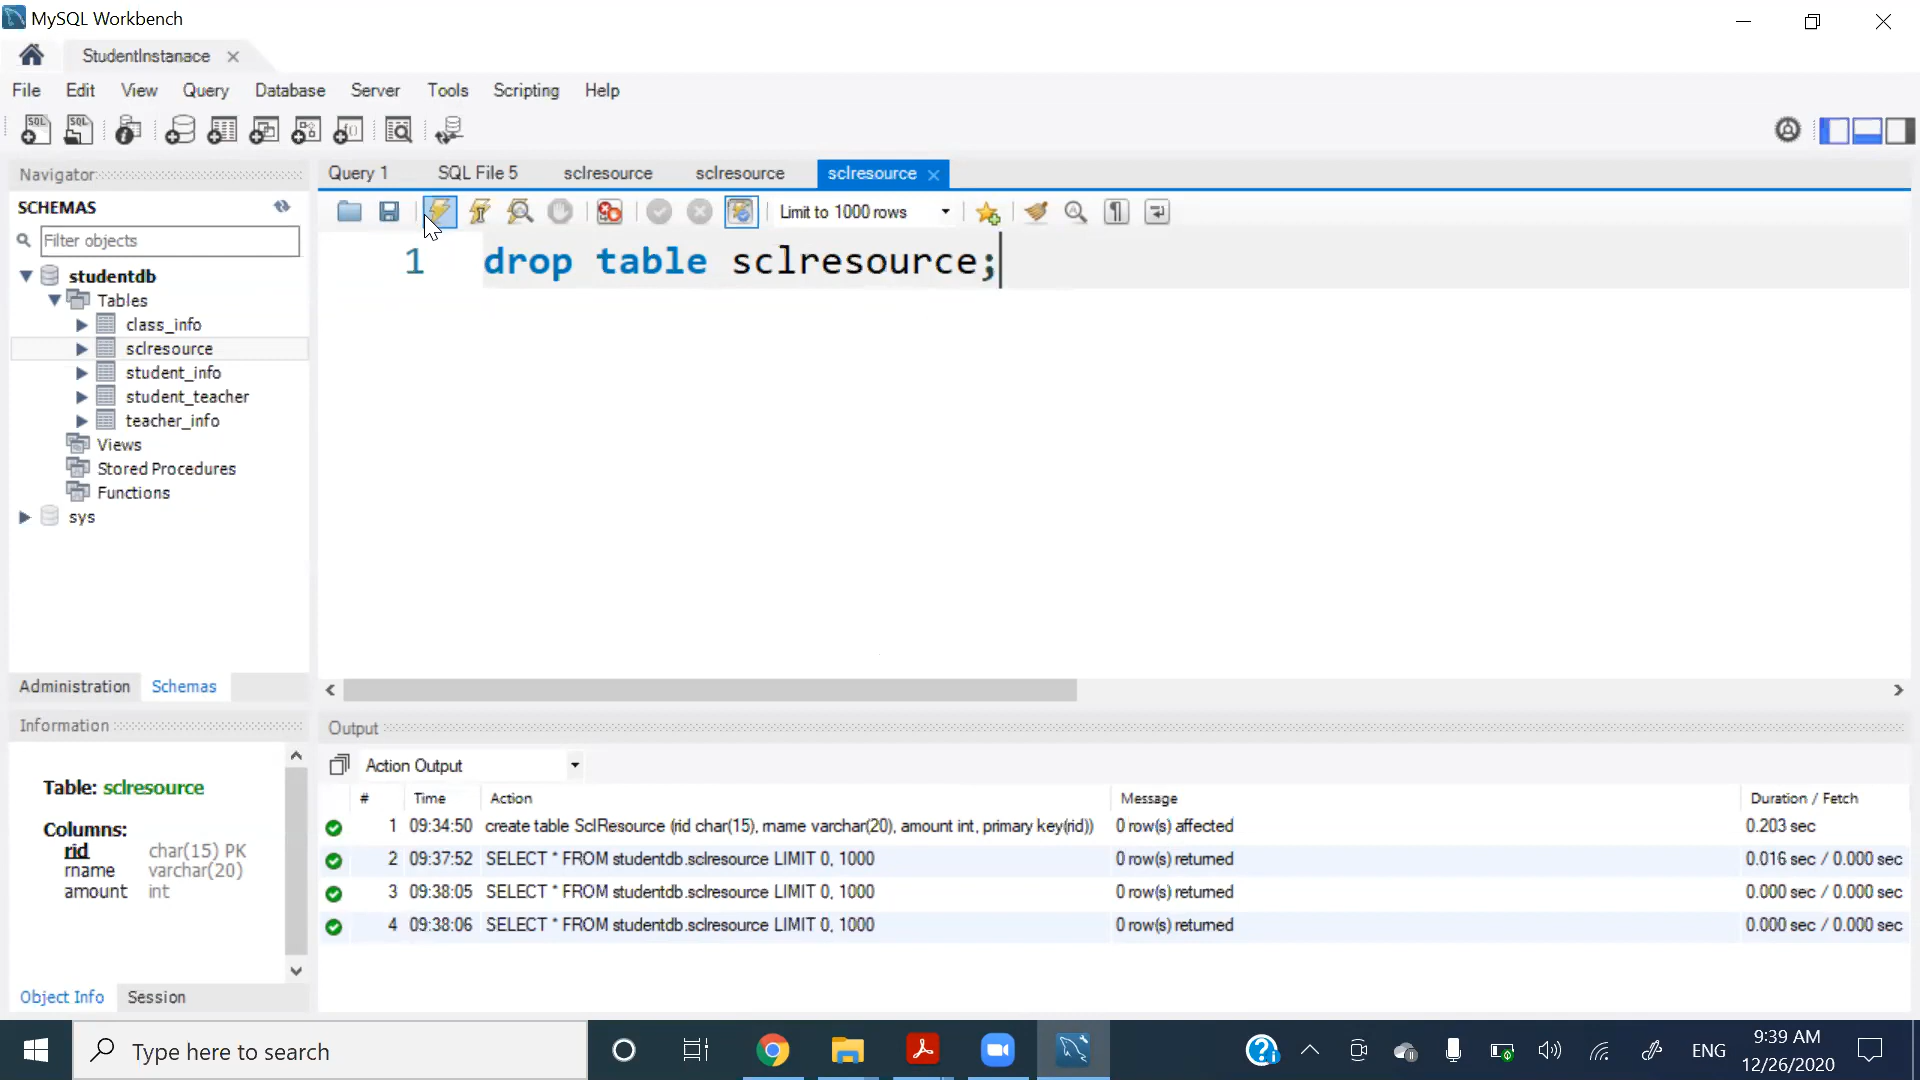 MySQL Workbench
StudentInstanace
File Edit View Query Database Server Tools Scripting Help
Navigator
Query 1 SQL File 5 sclresource sclresource sclresource
SCHEMAS
Limit to 1000 rows
Filter objects
1 drop table sclresource;
studentdb
Tables
class_info
sclresource
student_info
student_teacher
teacher_info
Views
Stored Procedures
Functions
sys
Administration Schemas
Information
Output
Action Output
Table: sclresource
Columns:
rid char(15) PK
rname varchar(20)
amount int
# Time Action Message Duration / Fetch
1 09:34:50 create table SclResource (rid char(15), rname varchar(20), amount int, primary key(rid)) 0 row(s) affected 0.203 sec
2 09:37:52 SELECT * FROM studentdb.sclresource LIMIT 0, 1000 0 row(s) returned 0.016 sec / 0.000 sec
3 09:38:05 SELECT * FROM studentdb.sclresource LIMIT 0, 1000 0 row(s) returned 0.000 sec / 0.000 sec
4 09:38:06 SELECT * FROM studentdb.sclresource LIMIT 0, 1000 0 row(s) returned 0.000 sec / 0.000 sec
Object Info Session
Type here to search
ENG
9:39 AM
12/26/2020